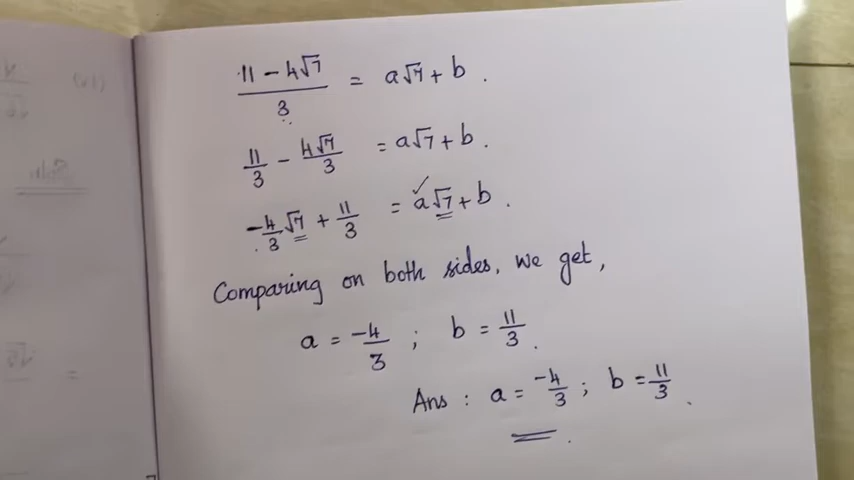 11 - 4√7 / 3 = a√7 + b .
11/3 - 4√7/3 = a√7 + b .
-4/3 √7 + 11/3 = a√7 + b .
Comparing on both sides, we get,
a = -4/3 ; b = 11/3 .
Ans : a = -4/3 ; b = 11/3 .